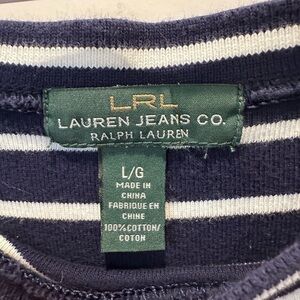 LRL
LAUREN JEANS CO.
RALPH LAUREN
L/G
MADE IN
CHINA
FABRIQUE EN
CHINE
100%COTTON/
COTON